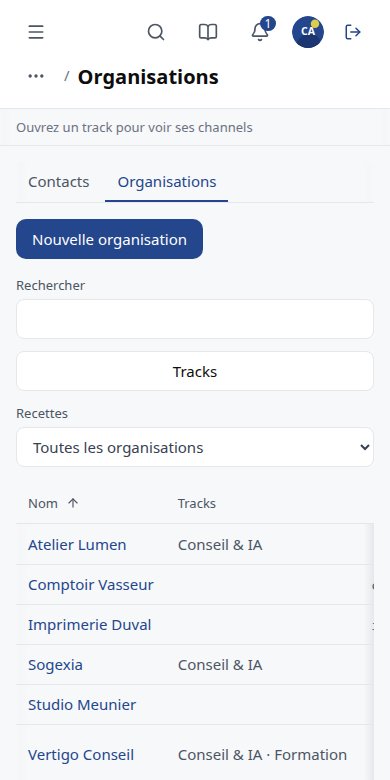 1
CA
/ Organisations
Ouvrez un track pour voir ses channels
Contacts Organisations
Nouvelle organisation
Rechercher
Tracks
Recettes
Toutes les organisations
Nom Tracks
Atelier Lumen Conseil & IA
Comptoir Vasseur
Imprimerie Duval
Sogexia Conseil & IA
Studio Meunier
Vertigo Conseil Conseil & IA · Formation